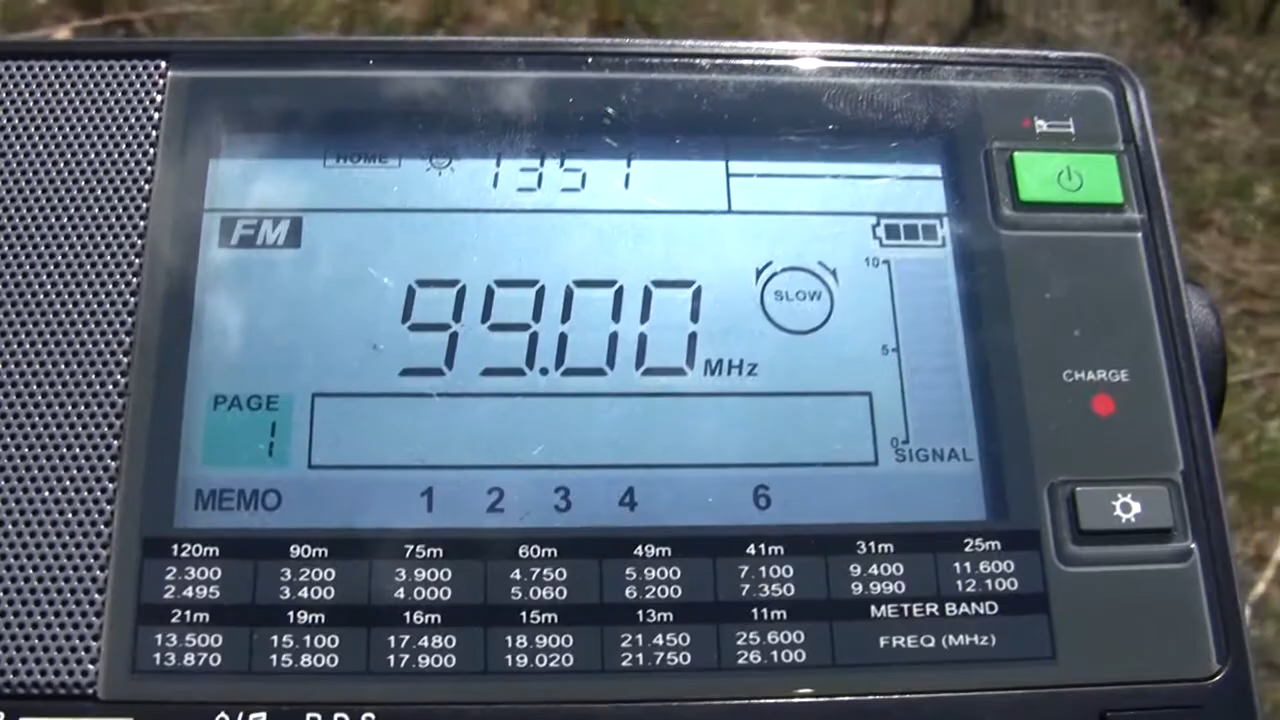 HOME 1351
FM
10
99.00 MHz SLOW
5
CHARGE
PAGE
1
0
SIGNAL
MEMO 1 2 3 4 6
120m 90m 75m 60m 49m 41m 31m 25m
2.300 3.200 3.900 4.750 5.900 7.100 9.400 11.600
2.495 3.400 4.000 5.060 6.200 7.350 9.990 12.100
21m 19m 16m 15m 13m 11m METER BAND
13.500 15.100 17.480 18.900 21.450 25.600 FREQ (MHz)
13.870 15.800 17.900 19.020 21.750 26.100